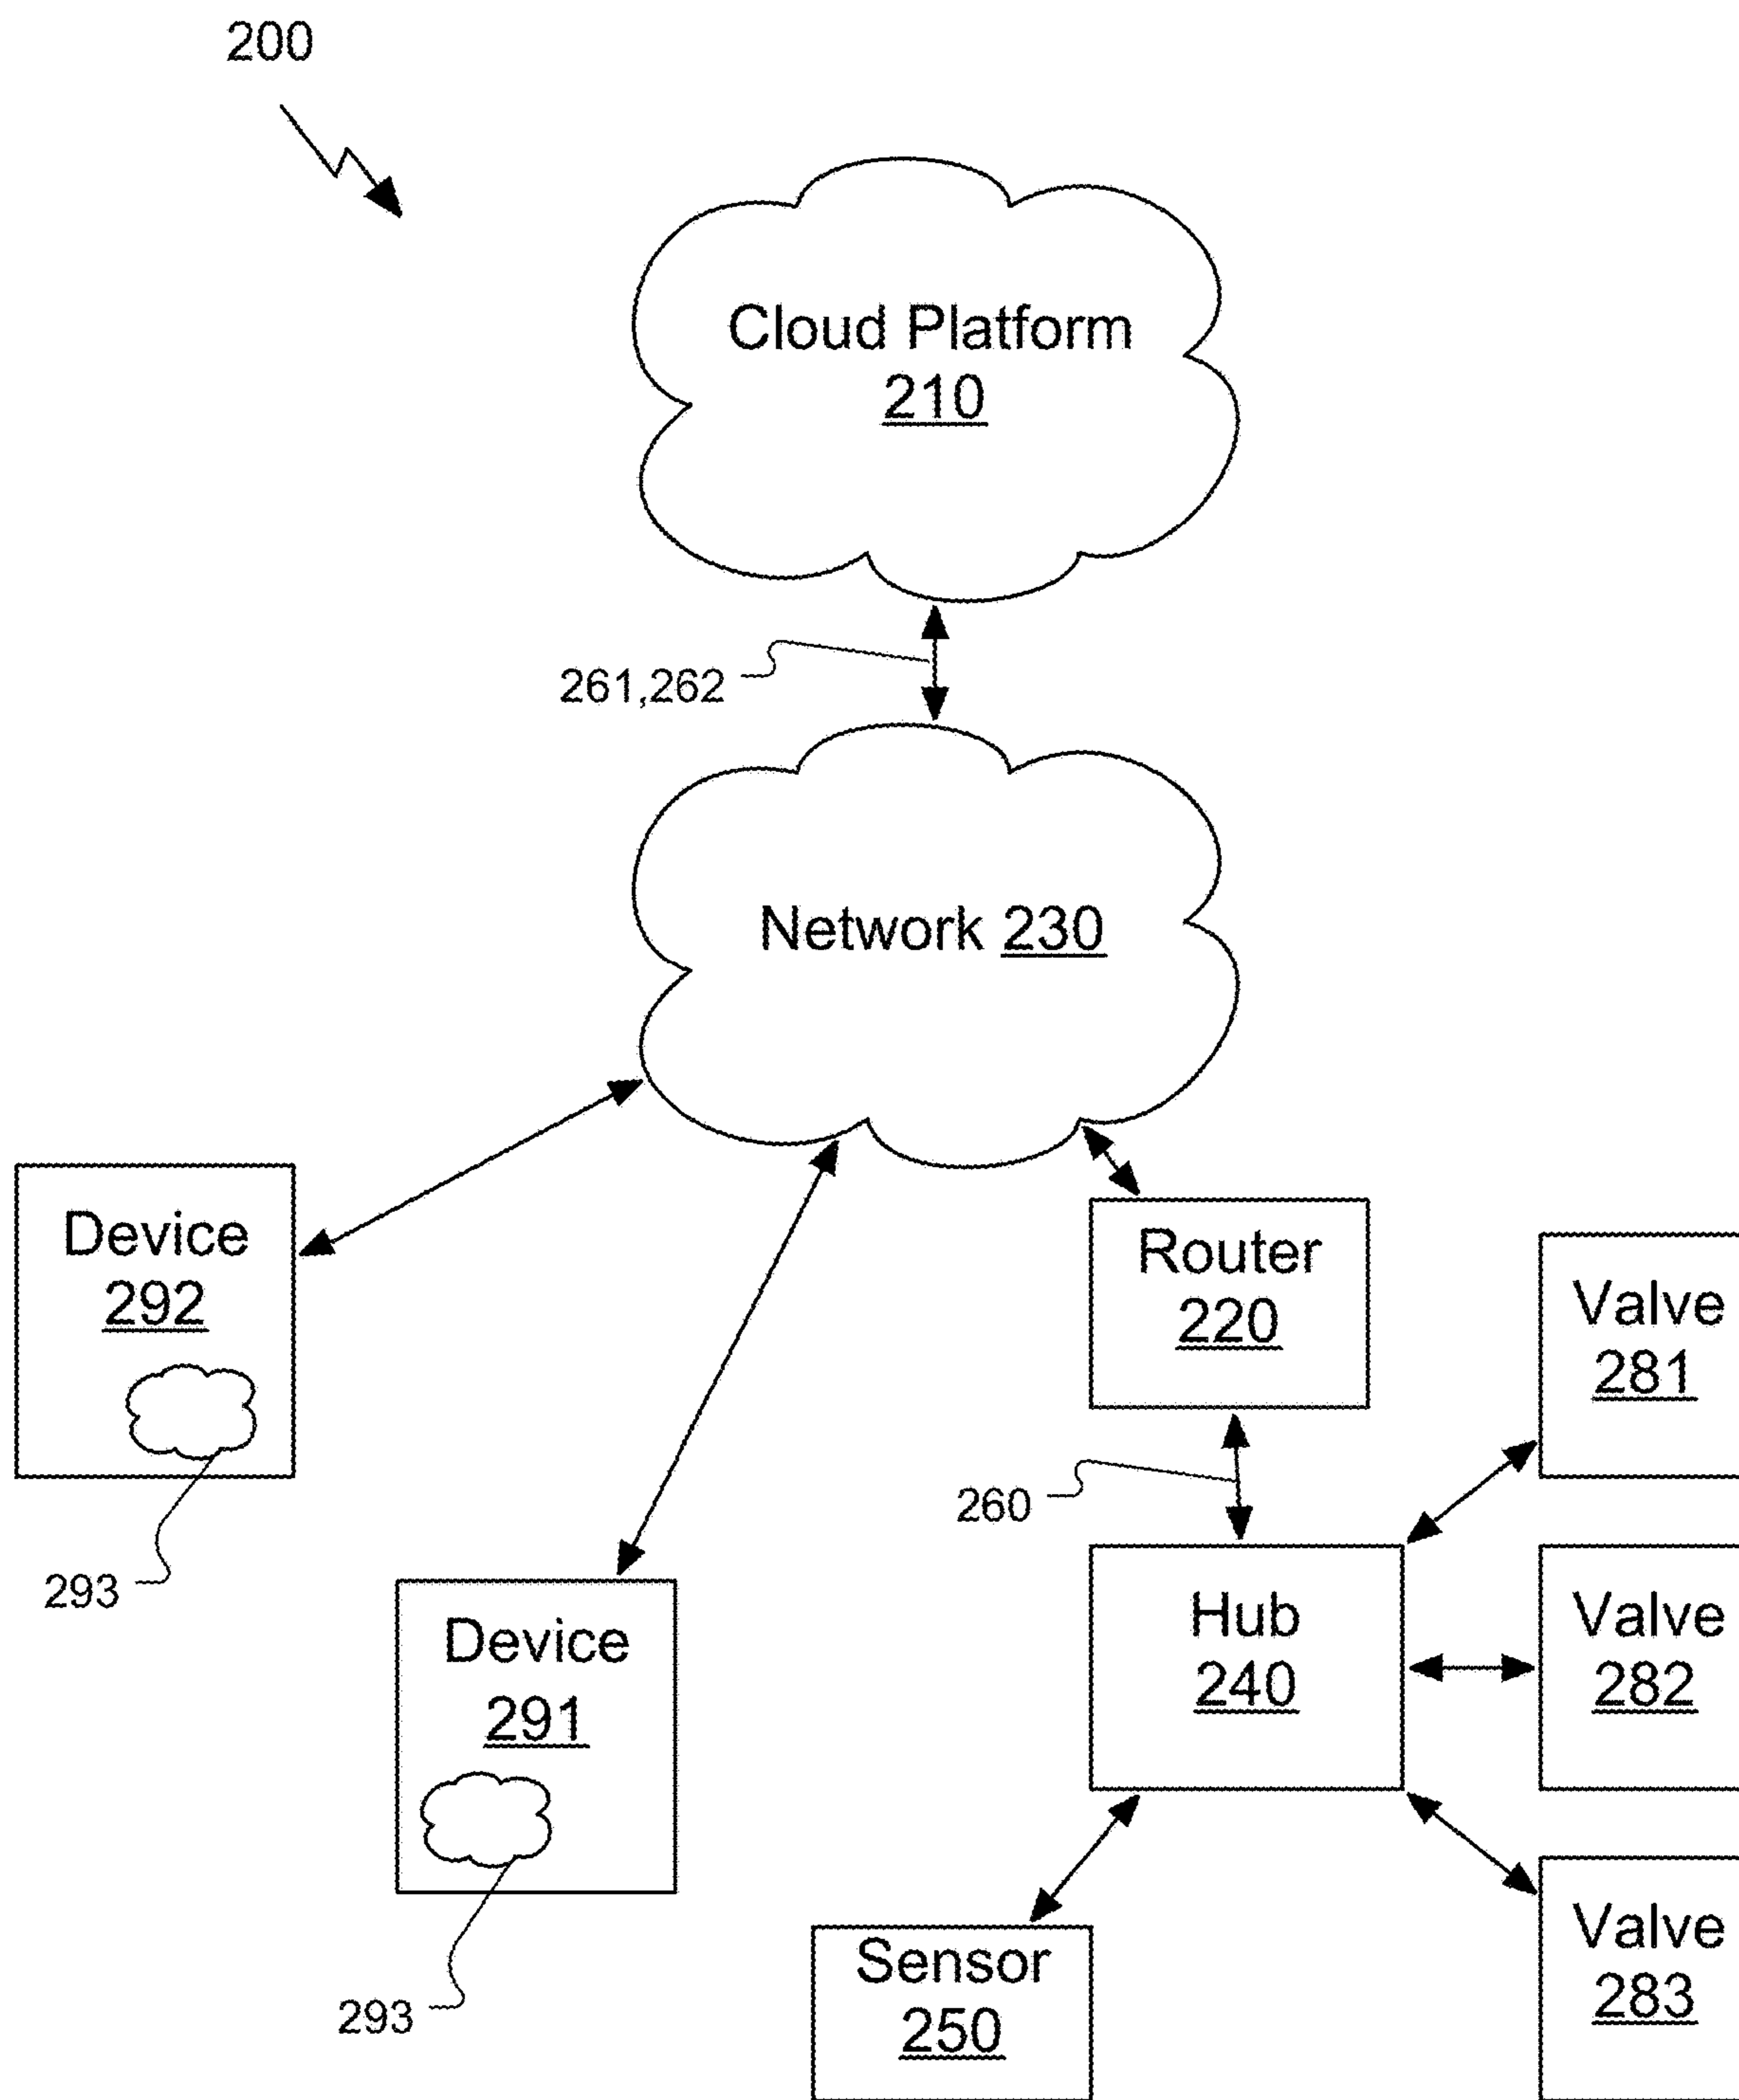 200
Cloud Platform
210
261,262
Network 230
Device
292
293
Device
291
293
Router
220
260
Hub
240
Sensor
250
Valve
281
Valve
282
Valve
283